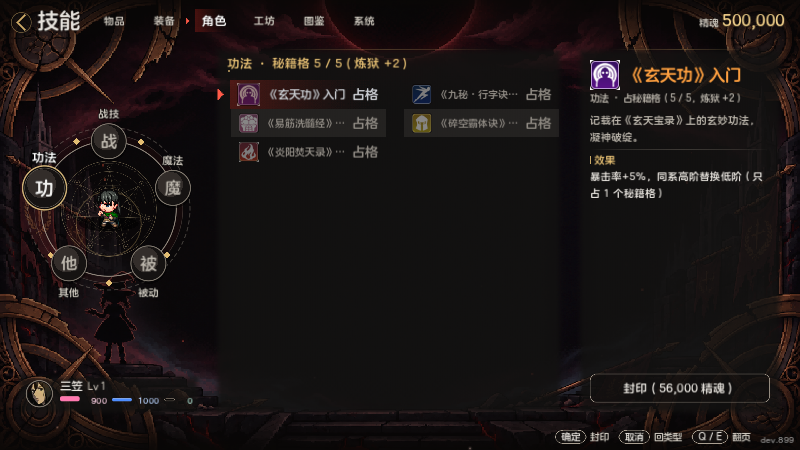 技能
物品 装备 角色 工坊 图鉴 系统
精魂 500,000
功法 · 秘籍格 5 / 5 ( 炼狱 +2 )
《玄天功》入门 占格
《九秘 · 行字诀… 占格
《易筋洗髓经》… 占格
《碎空霸体诀》… 占格
《炎阳焚天录》… 占格
战技
战
功法
功
魔法
魔
他
其他
被
被动
《玄天功》入门
功法 · 占秘籍格 ( 5 / 5，炼狱 +2 )
记载在《玄天宝录》上的玄妙功法，
凝神破绽。
效果
暴击率+5%，同系高阶替换低阶 ( 只
占 1 个秘籍格 )
封印 ( 56,000 精魂 )
三笠 Lv1
900 1000 0
确定 封印 取消 回类型 Q / E 翻页
dev.899